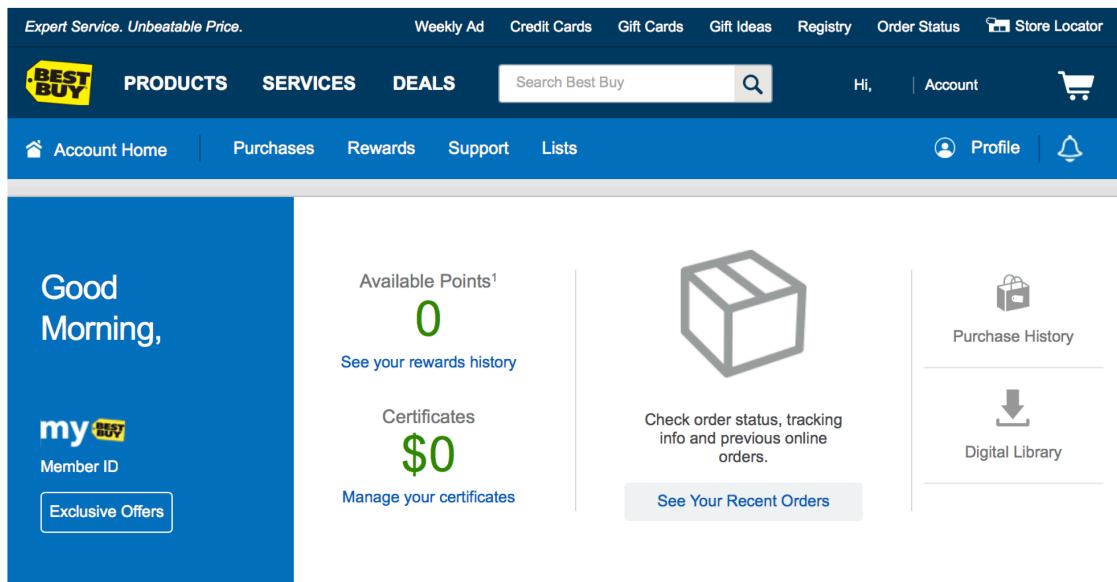 Expert Service. Unbeatable Price.
Weekly Ad Credit Cards Gift Cards Gift Ideas Registry Order Status Store Locator
BEST BUY PRODUCTS SERVICES DEALS Search Best Buy Hi, Account
Account Home Purchases Rewards Support Lists Profile
Good
Morning,
my BEST BUY
Member ID
Exclusive Offers
Available Points¹
0
See your rewards history
Certificates
$0
Manage your certificates
Check order status, tracking
info and previous online
orders.
See Your Recent Orders
Purchase History
Digital Library